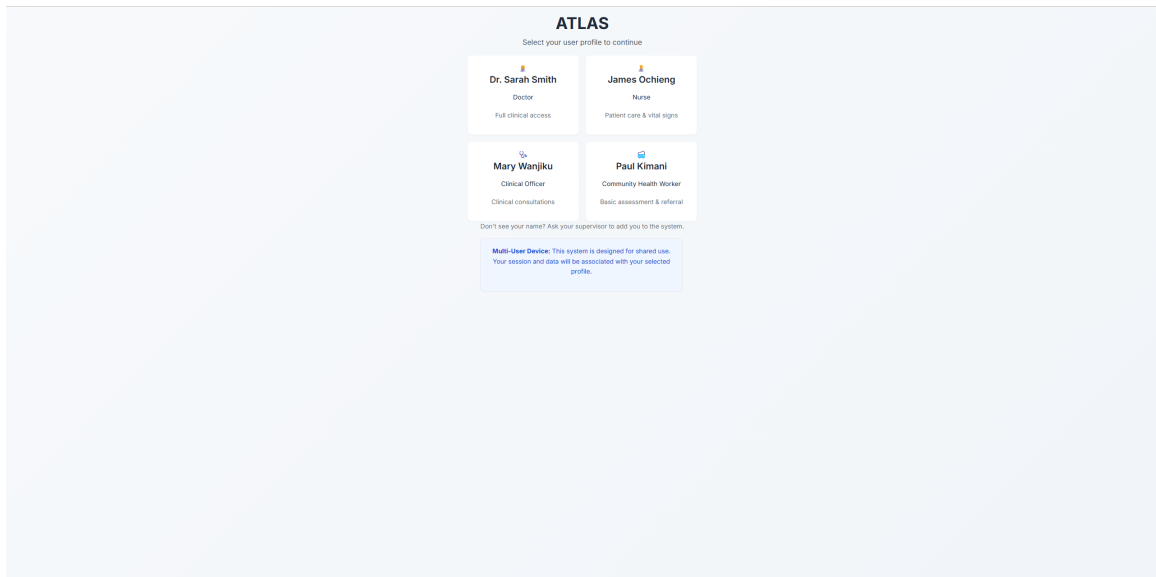 ATLAS
Select your user profile to continue
Dr. Sarah Smith
Doctor
Full clinical access
James Ochieng
Nurse
Patient care & vital signs
Mary Wanjiku
Clinical Officer
Clinical consultations
Paul Kimani
Community Health Worker
Basic assessment & referral
Don't see your name? Ask your supervisor to add you to the system.
Multi-User Device: This system is designed for shared use.
Your session and data will be associated with your selected
profile.